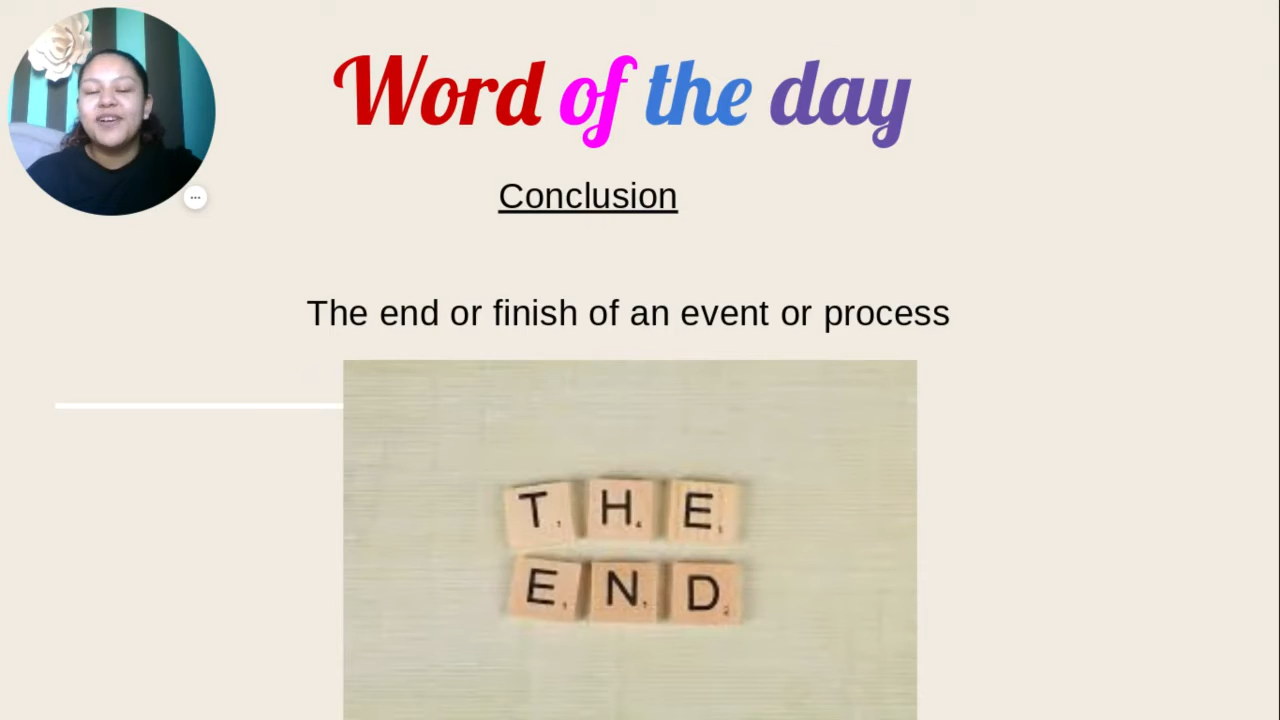 Word of the day
Conclusion
The end or finish of an event or process
THE
END